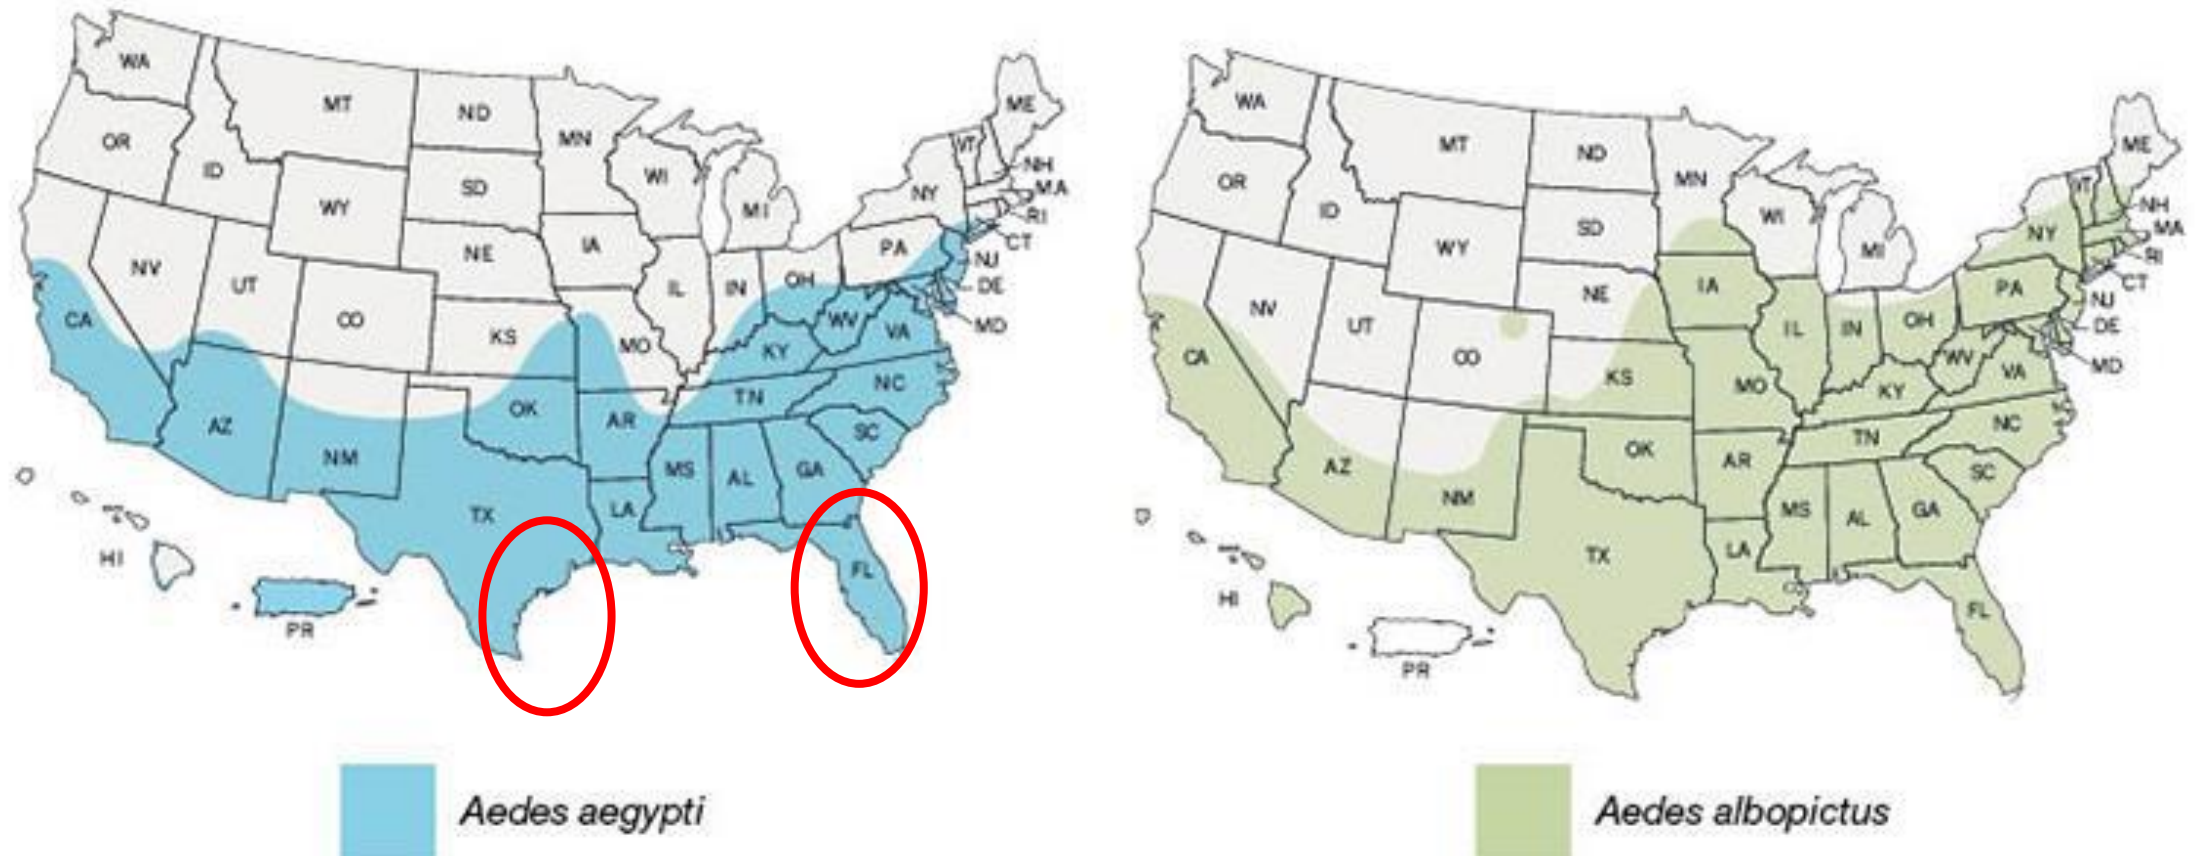 WA
MT
ND
MN
ME
OR
ID
SD
WI
VT
NH
NY
MA
WY
MI
RI
CT
NV
NE
IA
PA
NJ
UT
IL
IN
OH
DE
CA
CO
KS
MO
WV
VA
MD
KY
AZ
NM
OK
AR
TN
NC
SC
TX
LA
MS
AL
GA
FL
HI
PR
Aedes aegypti
WA
MT
ND
MN
ME
OR
ID
SD
WI
VT
NH
NY
MA
WY
MI
RI
CT
NV
NE
IA
PA
NJ
UT
IL
IN
OH
DE
CA
CO
KS
MO
WV
VA
MD
KY
AZ
NM
OK
AR
TN
NC
SC
TX
LA
MS
AL
GA
FL
HI
PR
Aedes albopictus